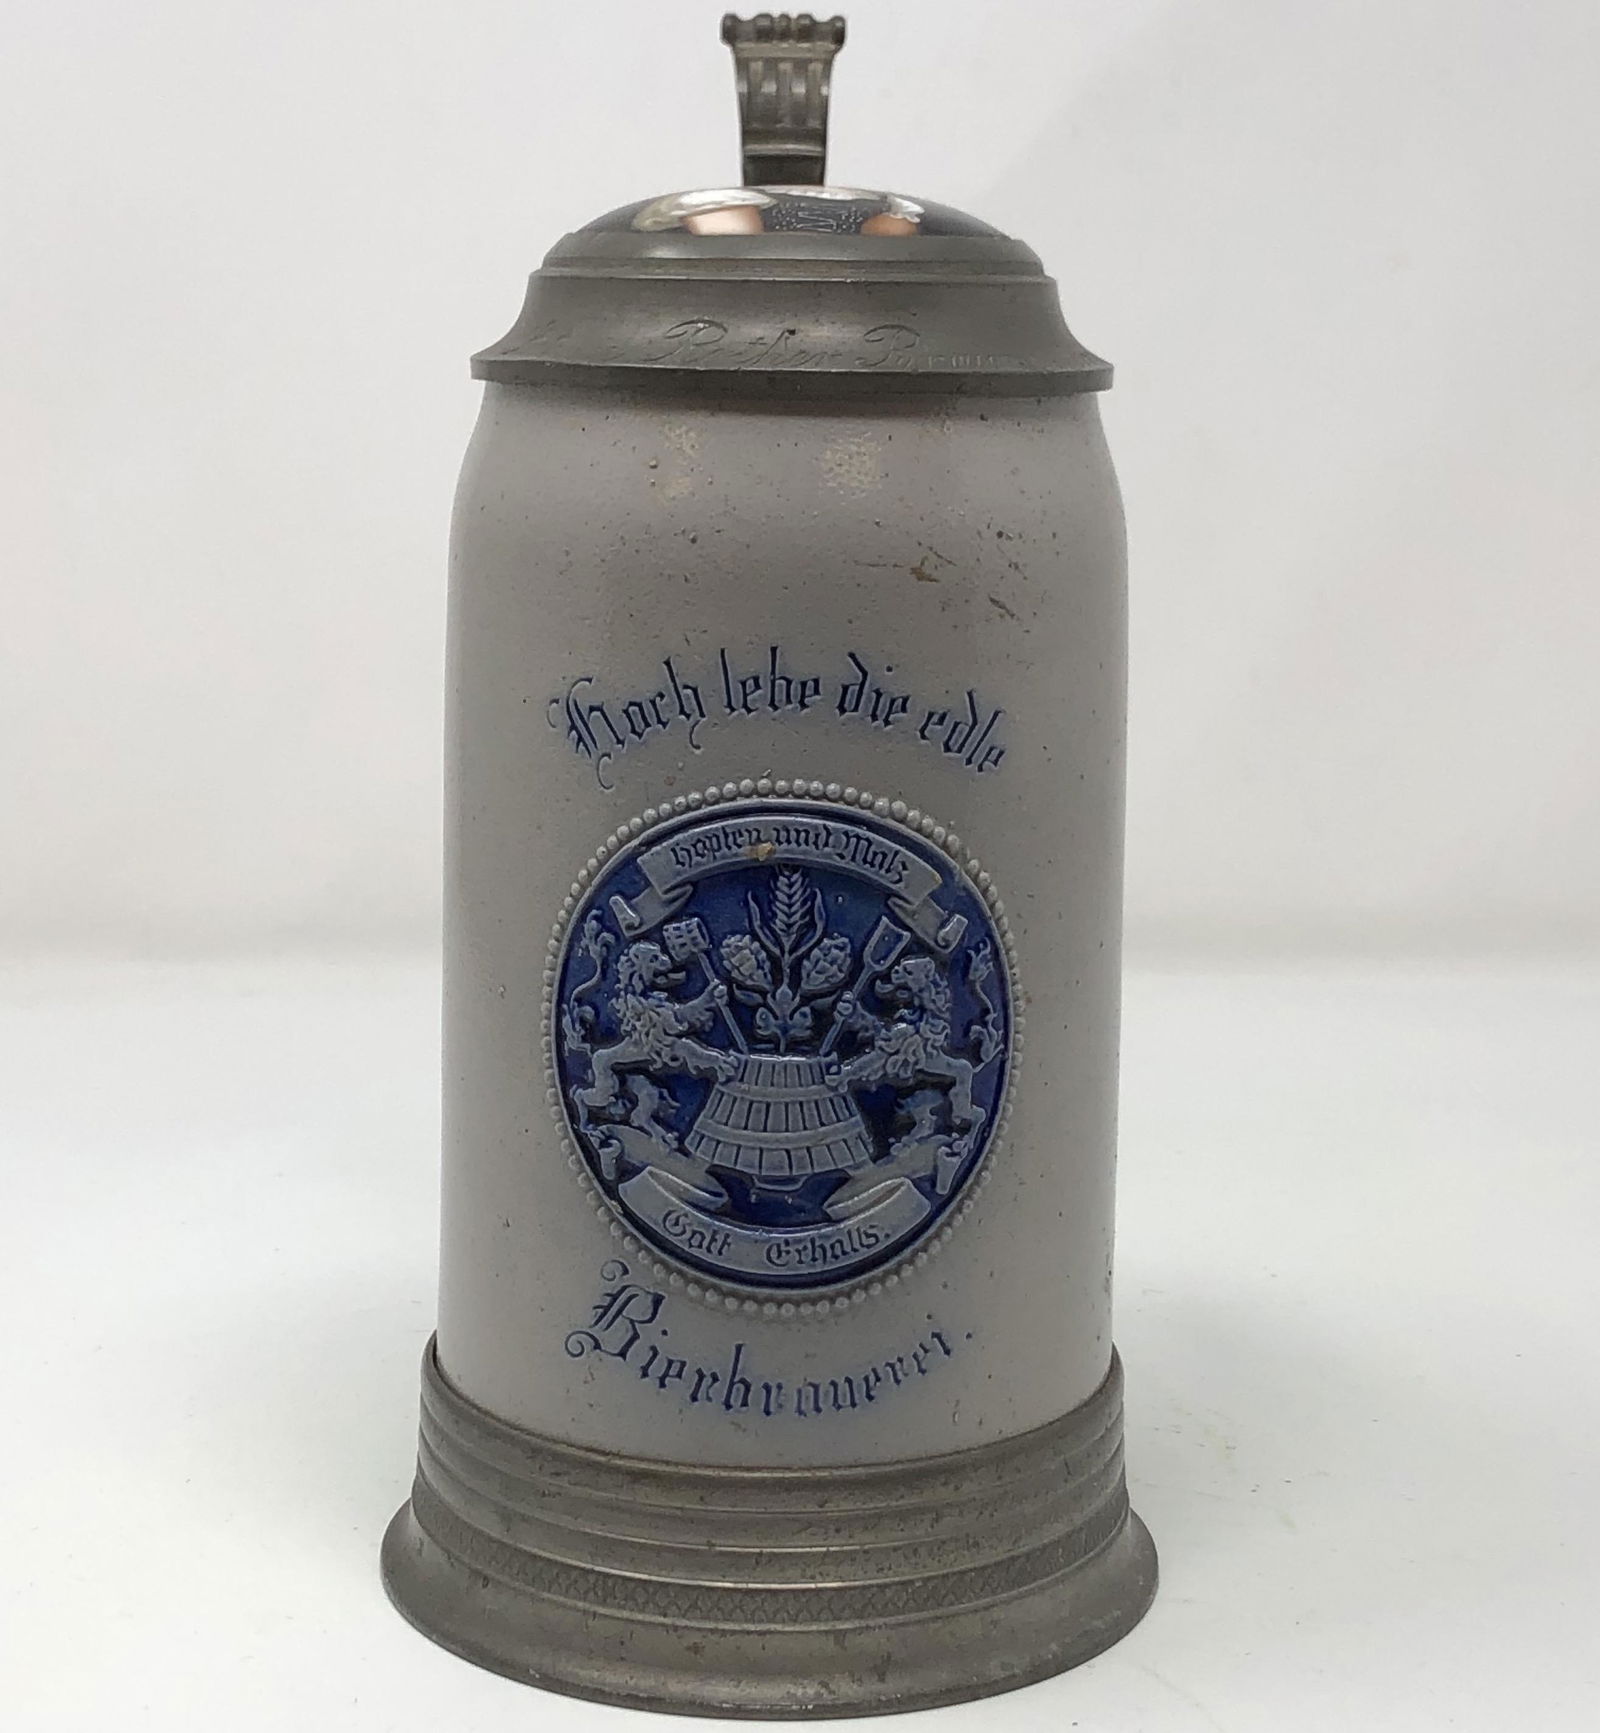 Hoch lebe die edle
Hopfen und Malz
Gott Erhalts.
Bierbrauerei.